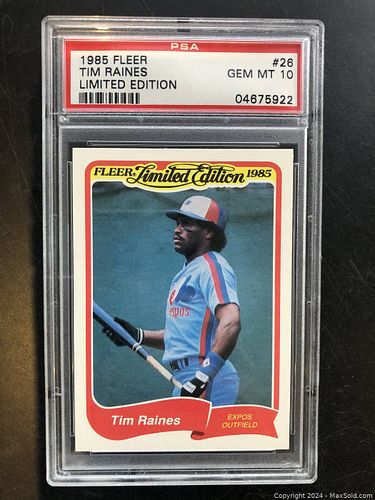 PSA
1985 FLEER #26
TIM RAINES GEM MT 10
LIMITED EDITION
04675922
FLEER Limited Edition 1985
expos
Tim Raines
EXPOS
OUTFIELD
Copyright 2024 - MaxSold.com